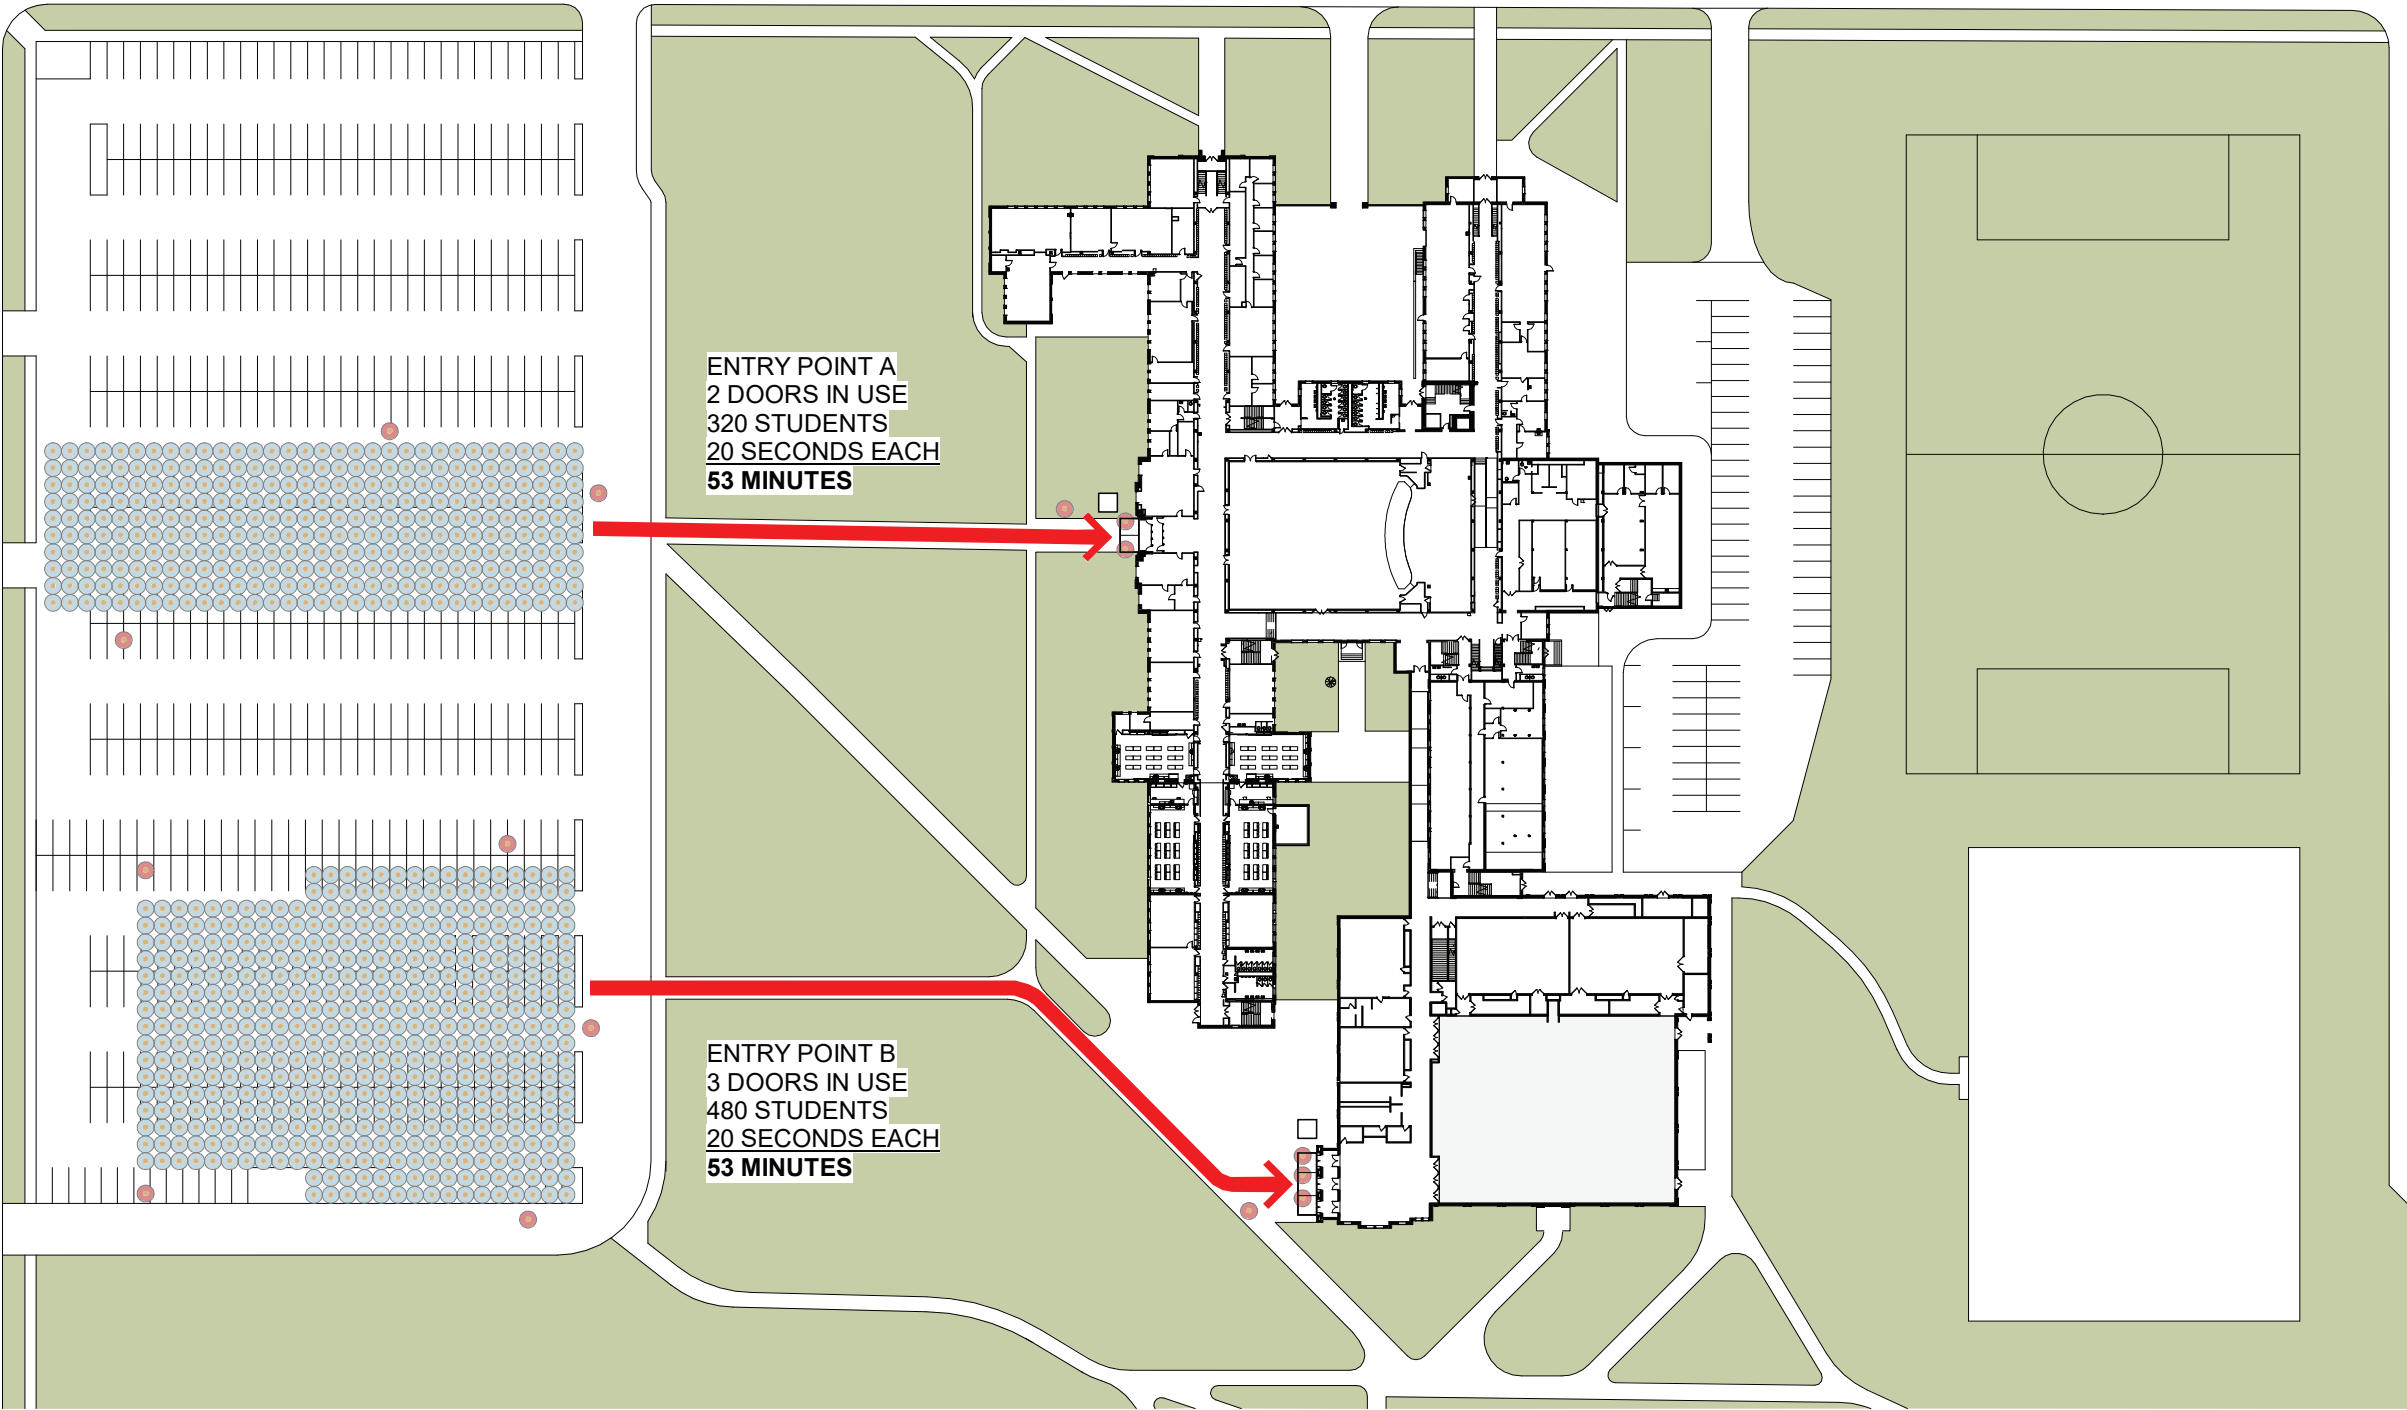 ENTRY POINT A
2 DOORS IN USE
320 STUDENTS
20 SECONDS EACH
53 MINUTES
ENTRY POINT B
3 DOORS IN USE
480 STUDENTS
20 SECONDS EACH
53 MINUTES